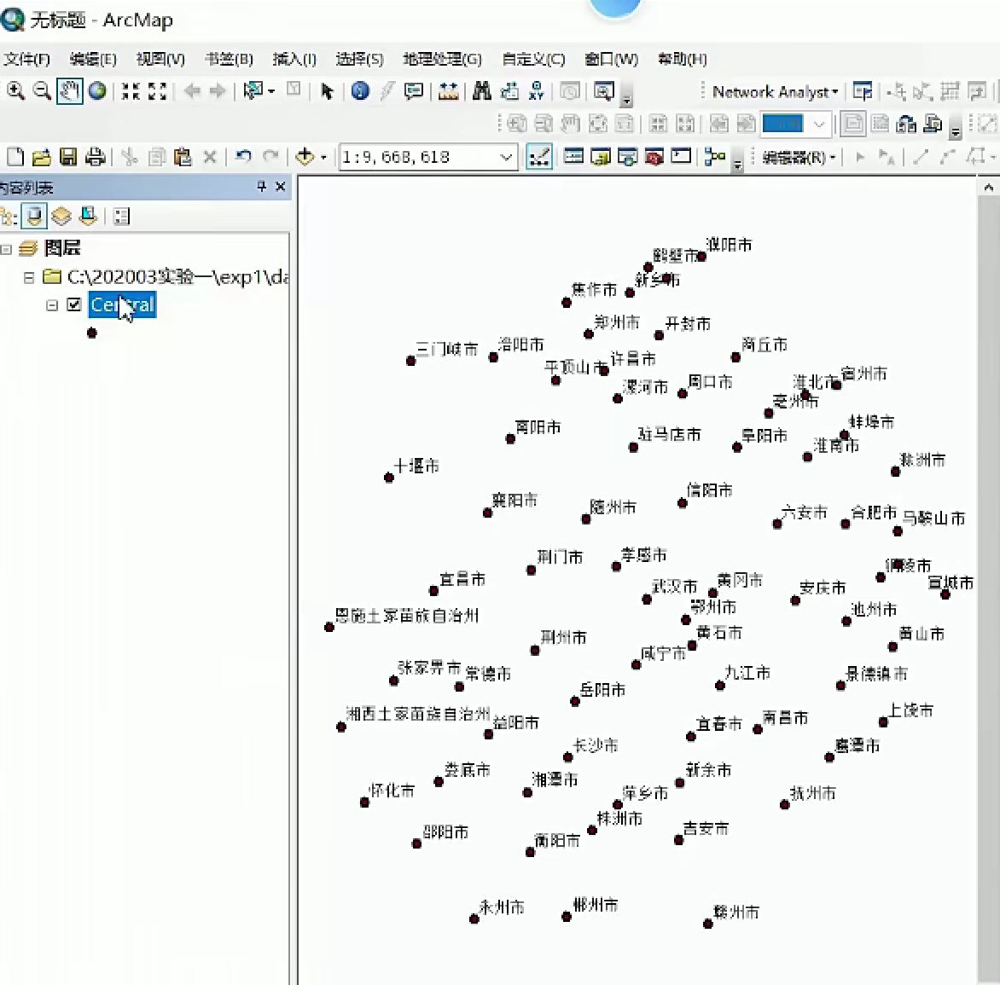 无标题 - ArcMap
文件(F) 编辑(E) 视图(V) 书签(B) 插入(I) 选择(S) 地理处理(G) 自定义(C) 窗口(W) 帮助(H)
Network Analyst
1:9,668,618 编辑器(R)
内容列表
图层
C:\202003实验一\exp1\da
Central
濮阳市
鹤壁市
新乡市
焦作市
郑州市 开封市
三门峡市 洛阳市 商丘市
平顶山市 许昌市
漯河市 周口市 淮北市 宿州市
亳州市
南阳市 驻马店市 阜阳市 蚌埠市
淮南市
滁州市
十堰市
襄阳市 随州市 信阳市 六安市 合肥市 马鞍山市
荆门市 孝感市 铜陵市
宜昌市 武汉市 黄冈市 安庆市 宣城市
恩施土家苗族自治州 鄂州市 池州市
荆州市 咸宁市 黄石市 黄山市
张家界市 常德市 九江市 景德镇市
岳阳市
湘西土家苗族自治州 益阳市 宜春市 南昌市 上饶市
长沙市 鹰潭市
娄底市 湘潭市 新余市
怀化市 萍乡市 抚州市
株洲市
邵阳市 衡阳市 吉安市
永州市 郴州市 赣州市